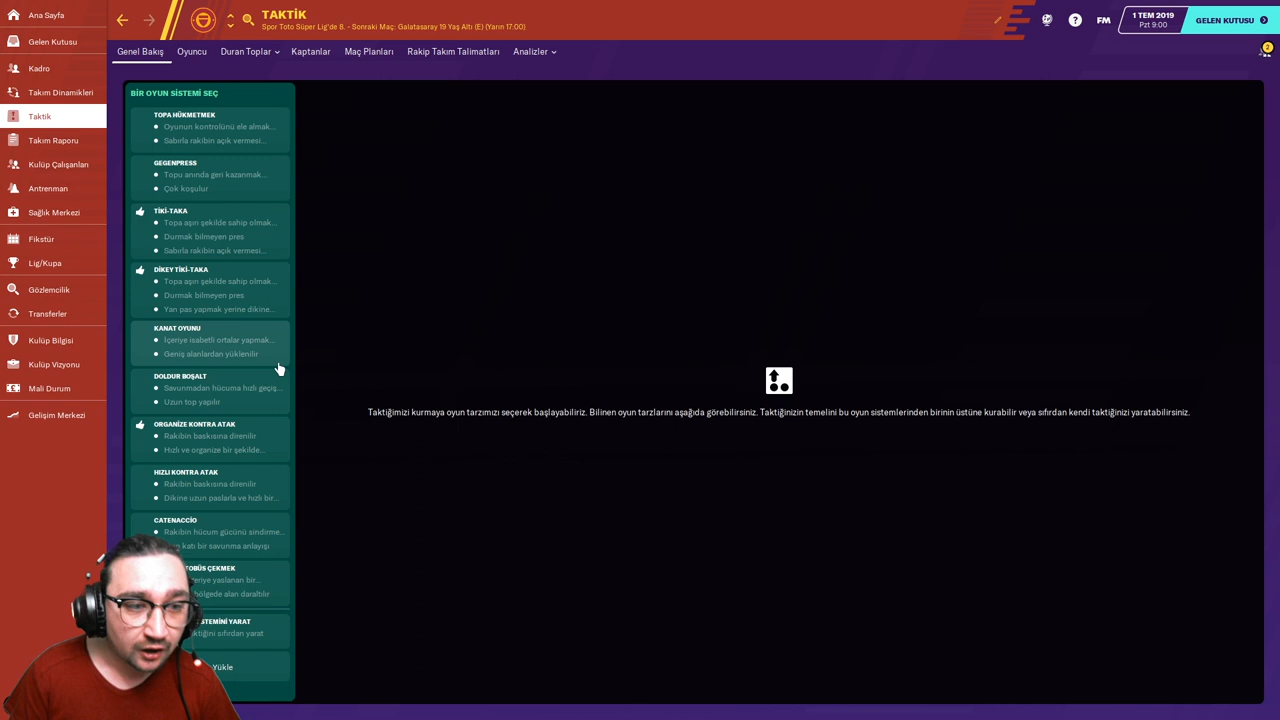 Ana Sayfa
Gelen Kutusu
Kadro
Takım Dinamikleri
Taktik
Takım Raporu
Kulüp Çalışanları
Antrenman
Sağlık Merkezi
Fikstür
Lig/Kupa
Gözlemcilik
Transferler
Kulüp Bilgisi
Kulüp Vizyonu
Mali Durum
Gelişim Merkezi
TAKTİK
Spor Toto Süper Lig'de 8. - Sonraki Maç: Galatasaray 19 Yaş Altı (E) (Yarın 17:00)
FM
1 TEM 2019
Pzt 9:00
GELEN KUTUSU
Genel Bakış Oyuncu Duran Toplar Kaptanlar Maç Planları Rakip Takım Talimatları Analizler
2
BİR OYUN SİSTEMİ SEÇ
TOPA HÜKMETMEK
Oyunun kontrolünü ele almak...
Sabırla rakibin açık vermesi...
GEGENPRESS
Topu anında geri kazanmak...
Çok koşulur
TİKİ-TAKA
Topa aşırı şekilde sahip olmak...
Durmak bilmeyen pres
Sabırla rakibin açık vermesi...
DİKEY TİKİ-TAKA
Topa aşırı şekilde sahip olmak...
Durmak bilmeyen pres
Yan pas yapmak yerine dikine...
KANAT OYUNU
İçeriye isabetli ortalar yapmak...
Geniş alanlardan yüklenilir
DOLDUR BOŞALT
Savunmadan hücuma hızlı geçiş...
Uzun top yapılır
ORGANİZE KONTRA ATAK
Rakibin baskısına direnilir
Hızlı ve organize bir şekilde...
HIZLI KONTRA ATAK
Rakibin baskısına direnilir
Dikine uzun paslarla ve hızlı bir...
CATENACCİO
Rakibin hücum gücünü sindirme...
katı bir savunma anlayışı
OTOBÜS ÇEKMEK
yaslanan bir...
bölgede alan daraltılır
YARAT
sıfırdan yarat
Yükle
Taktiğimizi kurmaya oyun tarzımızı seçerek başlayabiliriz. Bilinen oyun tarzlarını aşağıda görebilirsiniz. Taktiğinizin temelini bu oyun sistemlerinden birinin üstüne kurabilir veya sıfırdan kendi taktiğinizi yaratabilirsiniz.